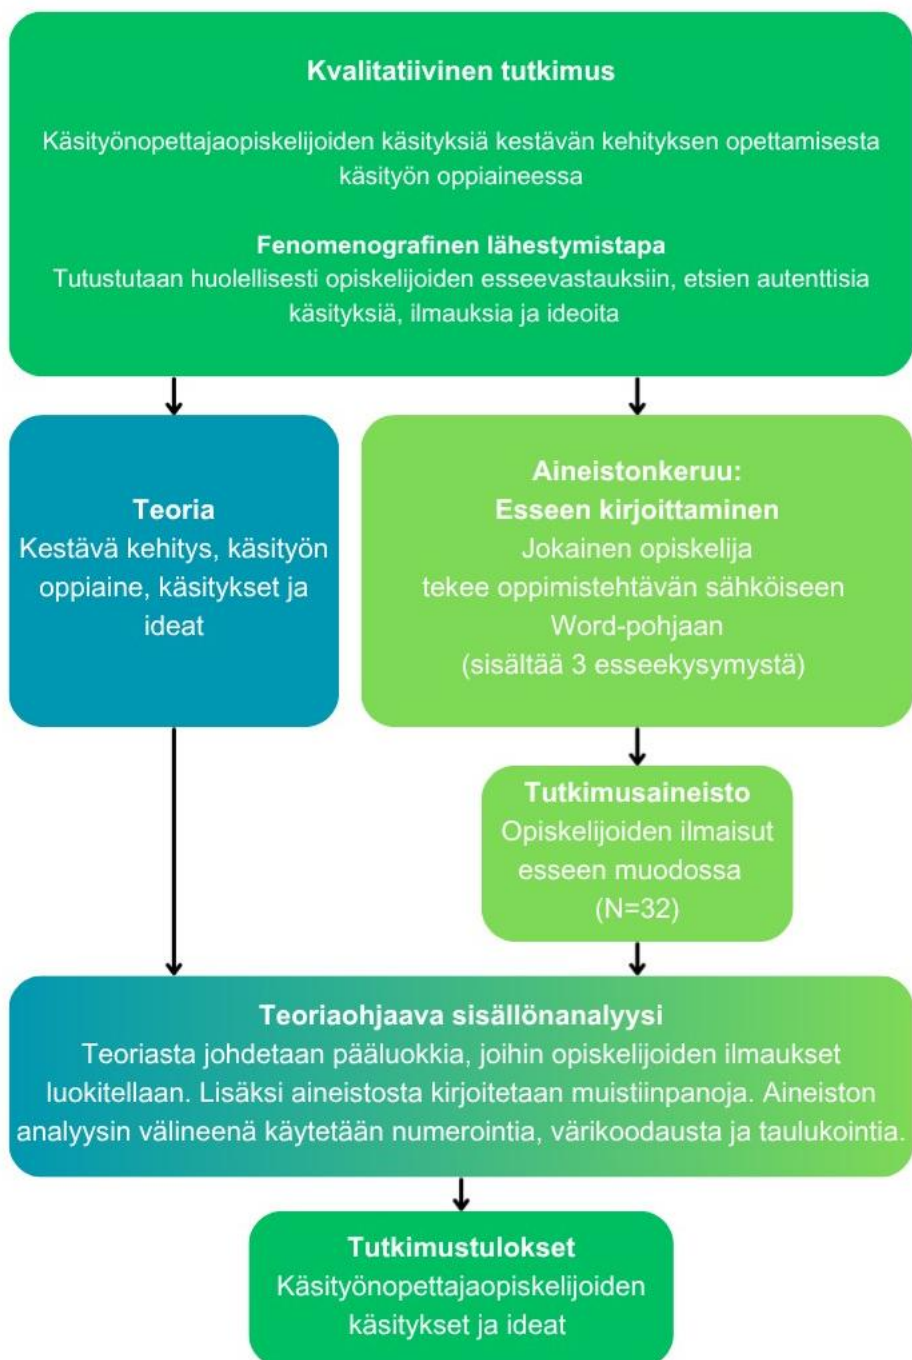 Kvalitatiivinen tutkimus
Käsityönopettajaopiskelijoiden käsityksiä kestävän kehityksen opettamisesta
käsityön oppiaineessa
Fenomenografinen lähestymistapa
Tutustutaan huolellisesti opiskelijoiden esseevastauksiin, etsien autenttisia
käsityksiä, ilmauksia ja ideoita
Teoria
Kestävä kehitys, käsityön
oppiaine, käsitykset ja
ideat
Aineistonkeruu:
Esseen kirjoittaminen
Jokainen opiskelija
tekee oppimistehtävän sähköiseen
Word-pohjaan
(sisältää 3 esseekysymystä)
Tutkimusaineisto
Opiskelijoiden ilmaisut
esseen muodossa
(N=32)
Teoriaohjaava sisällönanalyysi
Teoriasta johdetaan pääluokkia, joihin opiskelijoiden ilmaukset
luokitellaan. Lisäksi aineistosta kirjoitetaan muistiinpanoja. Aineiston
analyysin välineenä käytetään numerointia, värikoodausta ja taulukointia.
Tutkimustulokset
Käsityönopettajaopiskelijoiden
käsitykset ja ideat